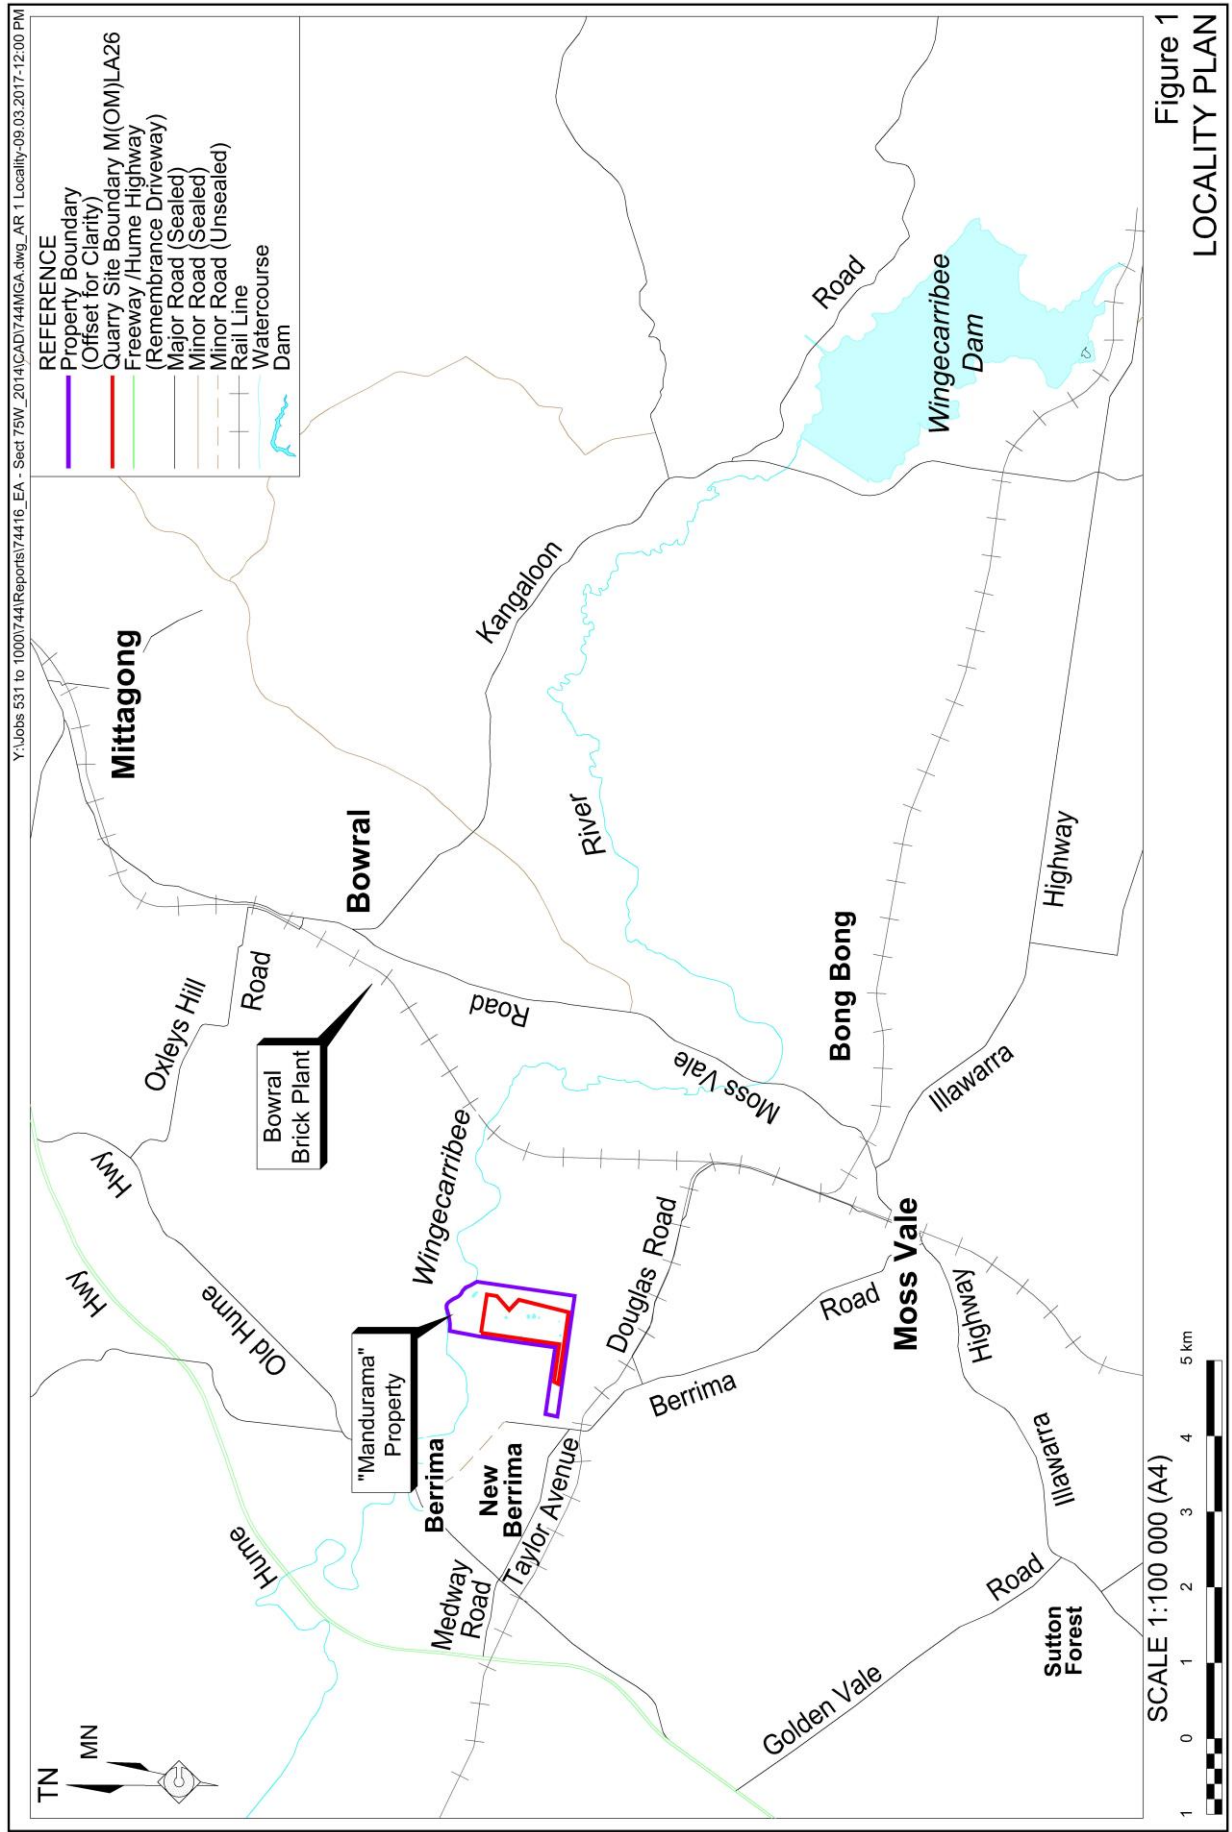 Y:\Jobs 531 to 1000\744\Reports\74416_EA - Sect 75W_2014\CAD\744MGA.dwg_AR 1 Locality-09.03.2017-12:00 PM
TN
MN
REFERENCE
Property Boundary
(Offset for Clarity)
Quarry Site Boundary M(OM)LA26
Freeway /Hume Highway
(Remembrance Driveway)
Major Road (Sealed)
Minor Road (Sealed)
Minor Road (Unsealed)
Rail Line
Watercourse
Dam
Mittagong
Hwy
Hwy
Oxleys Hill
Road
Bowral
Brick Plant
Bowral
Hume
Old Hume
"Mandurama"
Property
Wingecarribee
Kangaloon
Road
Berrima
New
Berrima
Medway
Road
Taylor Avenue
Road
River
Douglas Road
Berrima
Road
Moss Vale
Bong Bong
Wingecarribee
Dam
Moss Vale
Illawarra
Highway
Highway
Golden Vale
Road
Illawarra
Sutton
Forest
SCALE 1:100 000 (A4)
1 0 1 2 3 4 5 km
Figure 1
LOCALITY PLAN